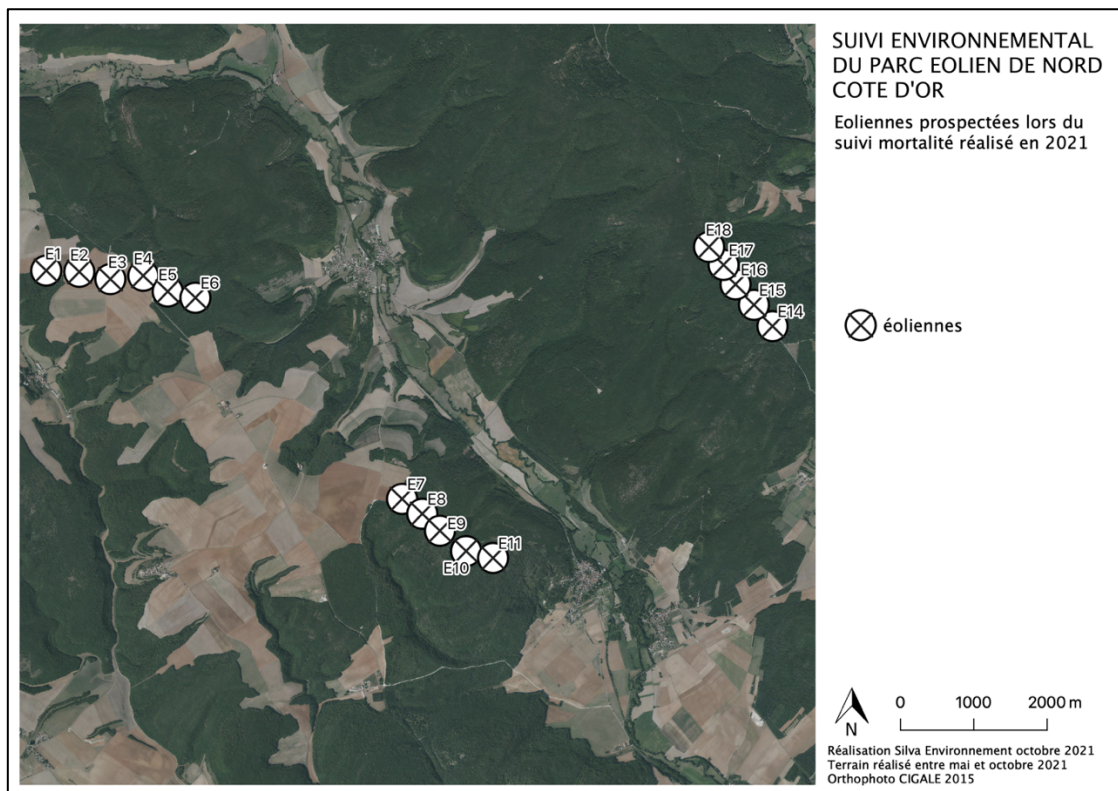 SUIVI ENVIRONNEMENTAL
DU PARC EOLIEN DE NORD
COTE D'OR
Eoliennes prospectées lors du
suivi mortalité réalisé en 2021
E1
E2
E3
E4
E5
E6
E18
E17
E16
E15
E14
éoliennes
E7
E8
E9
E10
E11
N
0 1000 2000 m
Réalisation Silva Environnement octobre 2021
Terrain réalisé entre mai et octobre 2021
Orthophoto CIGALE 2015